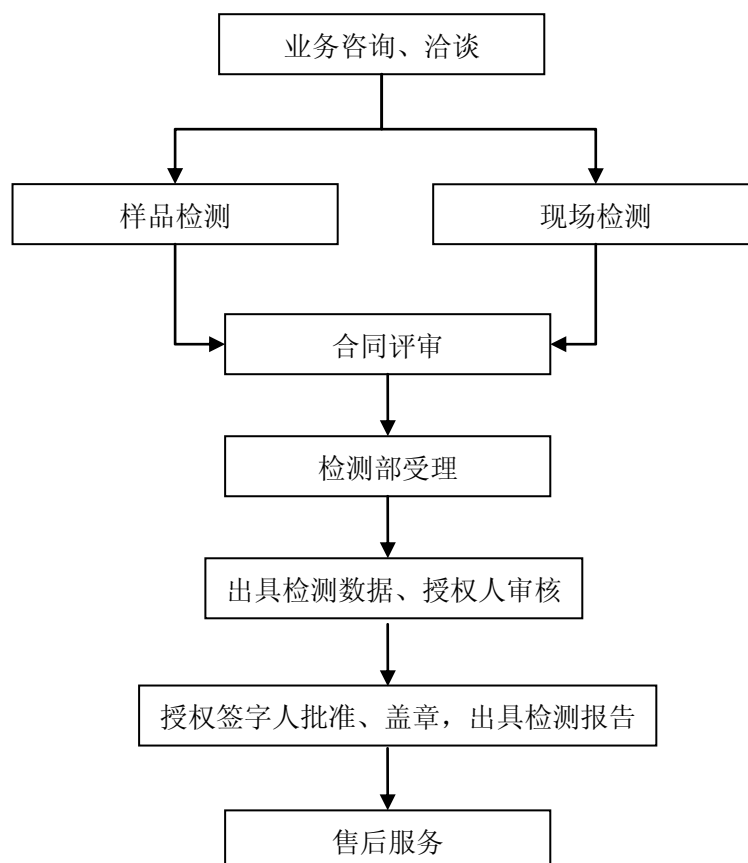 业务咨询、洽谈
样品检测
现场检测
合同评审
检测部受理
出具检测数据、授权人审核
授权签字人批准、盖章，出具检测报告
售后服务